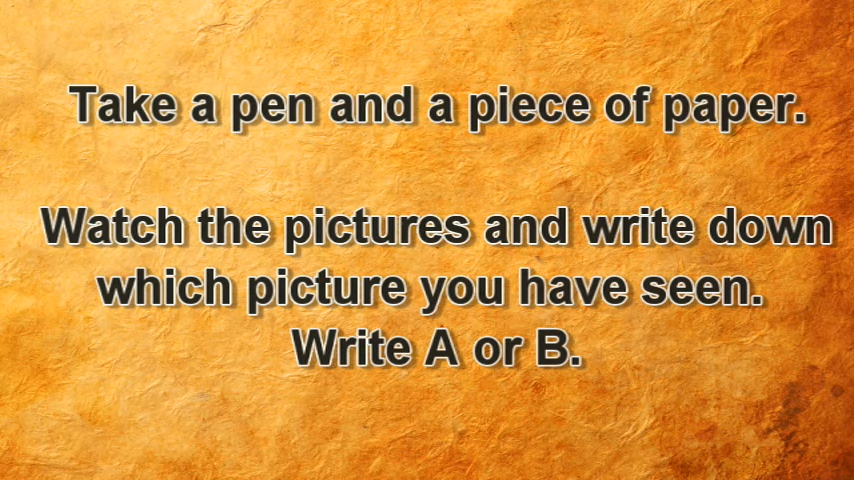 Take a pen and a piece of paper.
Watch the pictures and write down
which picture you have seen.
Write A or B.